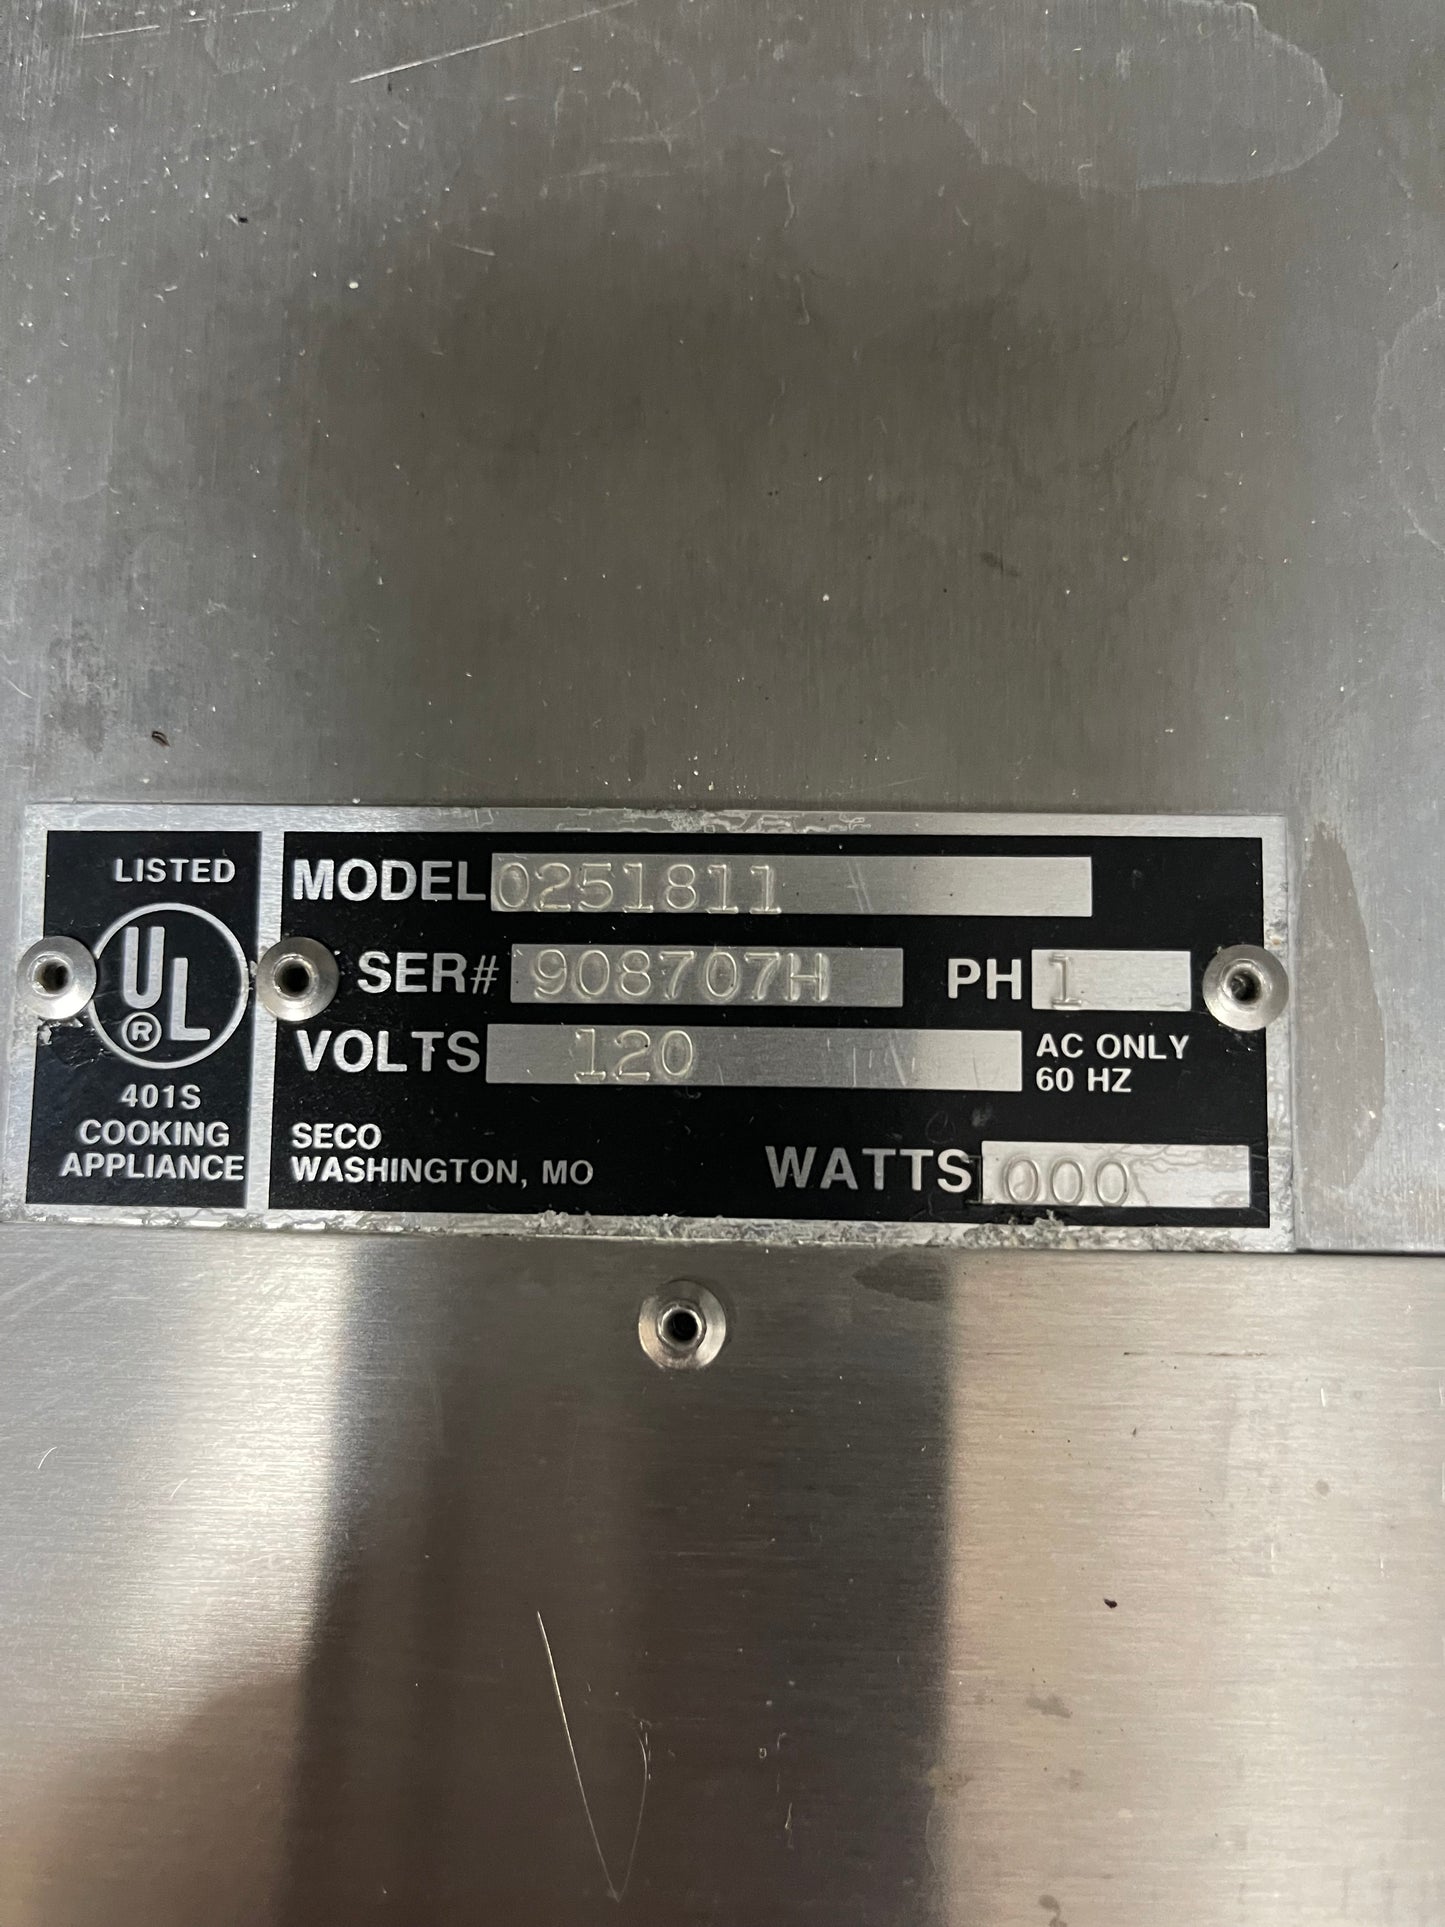 LISTED
UL
®
401S
COOKING
APPLIANCE
MODEL 0251811
SER# 908707H PH 1
VOLTS 120 AC ONLY
60 HZ
SECO
WASHINGTON, MO
WATTS 000